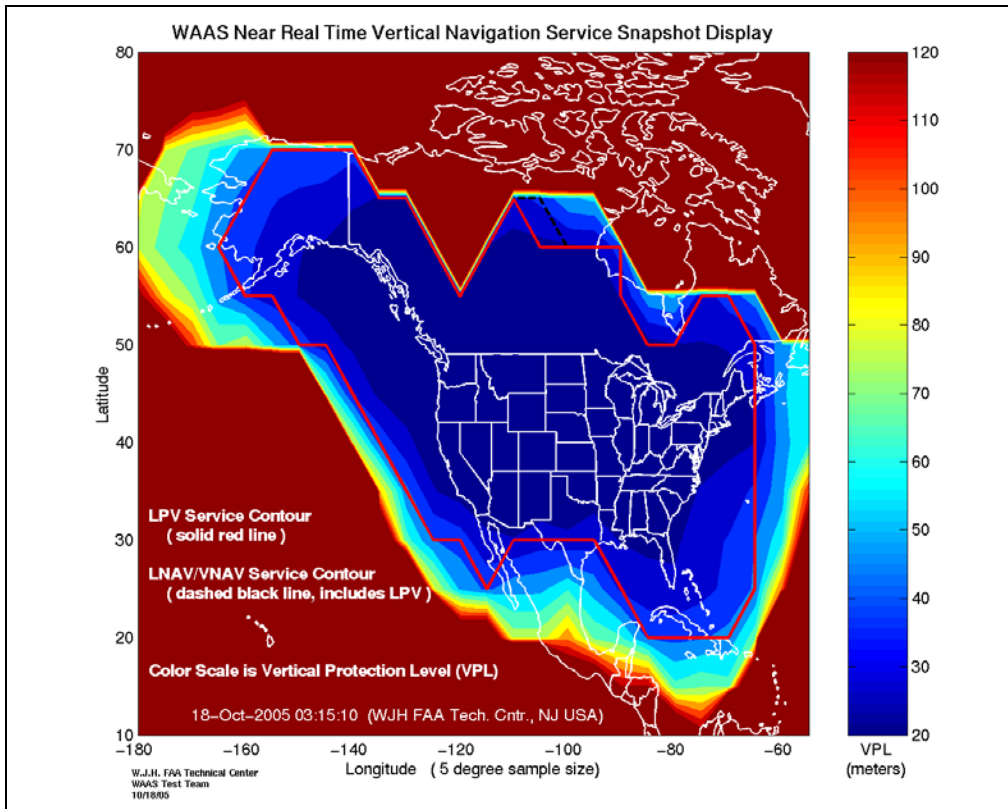 WAAS Near Real Time Vertical Navigation Service Snapshot Display
80
70
60
50
40
30
20
10
Latitude
LPV Service Contour
( solid red line )
LNAV/VNAV Service Contour
( dashed black line, includes LPV )
Color Scale is Vertical Protection Level (VPL)
18-Oct-2005 03:15:10 (WJH FAA Tech. Cntr., NJ USA)
-180 -160 -140 -120 -100 -80 -60
Longitude ( 5 degree sample size)
120
110
100
90
80
70
60
50
40
30
20
VPL
(meters)
W.J.H. FAA Technical Center
WAAS Test Team
10/18/05